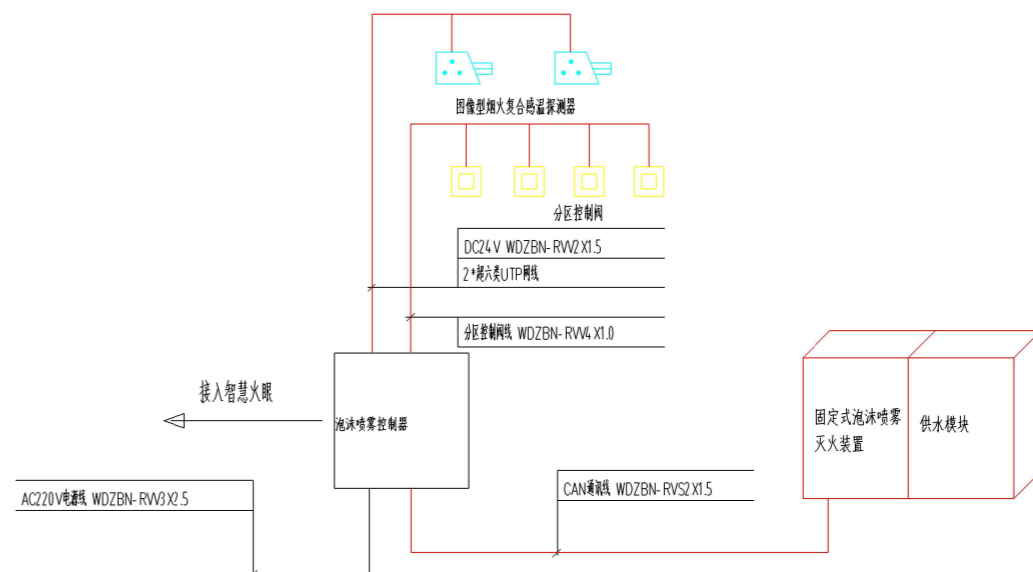 图像型烟火复合感温探测器
分区控制阀
DC24V WDZBN-RVV2X1.5
2*超六类UTP网线
分区控制阀线 WDZBN-RVV4X1.0
接入智慧火眼
泡沫喷雾控制器
固定式泡沫喷雾
灭火装置
供水模块
AC220V电源线 WDZBN-RVV3X2.5
CAN通讯线 WDZBN-RVS2X1.5